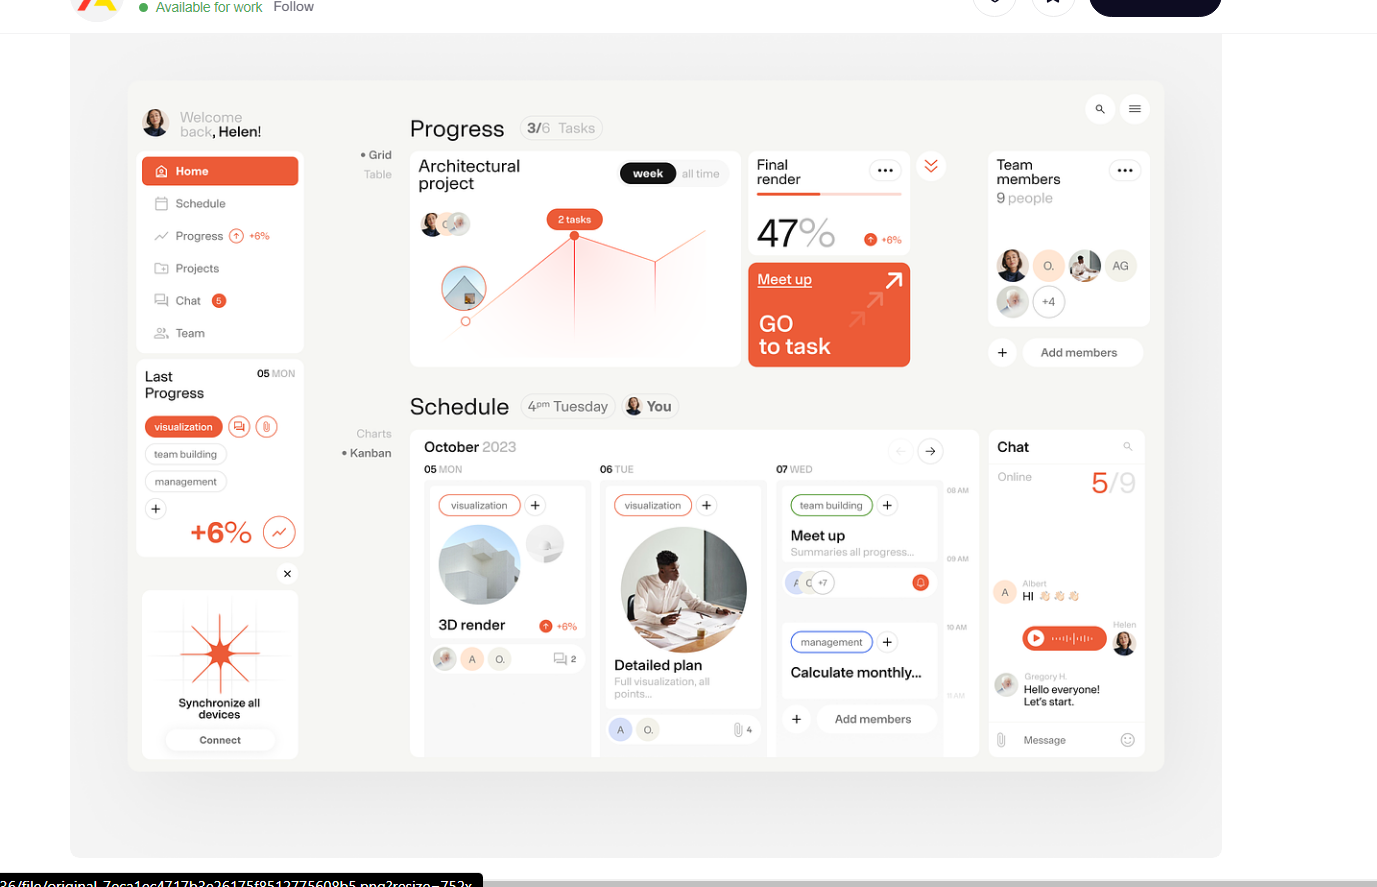 Available for work Follow
Welcome
back, Helen!
Home
Schedule
Progress +6%
Projects
Chat 5
Team
Last
Progress
05 MON
visualization
team building
management
+
+6%
Synchronize all
devices
Connect
Progress 3/6 Tasks
Grid
Table
Architectural
project
week all time
2 tasks
Final
render
47%
+6%
Meet up
GO
to task
Team
members
9 people
O.
AG
+4
+ Add members
Schedule 4pm Tuesday You
Charts
Kanban
October 2023
05 MON
visualization +
3D render +6%
A O. 2
06 TUE
visualization +
Detailed plan
Full visualization, all
points...
A O. 4
07 WED
team building +
Meet up
Summaries all progress...
+7
management +
Calculate monthly...
+ Add members
08 AM
09 AM
10 AM
11 AM
Chat
Online 5/9
A
Albert
HI 👋🏻 👋🏻 👋🏻
Helen
Gregory H.
Hello everyone!
Let's start.
Message
36/file/original-7eca1ec4717b3e26175f8512775608b5.png?resize=752x